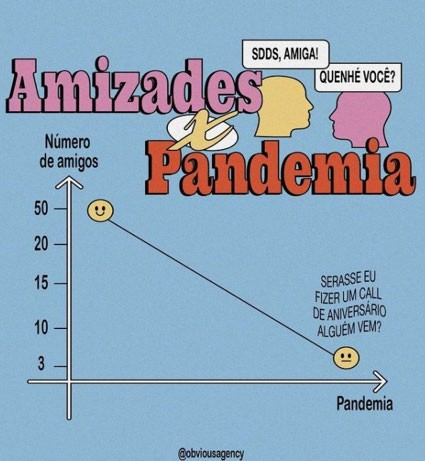 SDDS, AMIGA!
QUENHÉ VOCÊ?
Amizades
&
Pandemia
Número
de amigos
50
20
15
10
3
SERASSE EU
FIZER UM CALL
DE ANIVERSÁRIO
ALGUÉM VEM?
Pandemia
@obviousagency